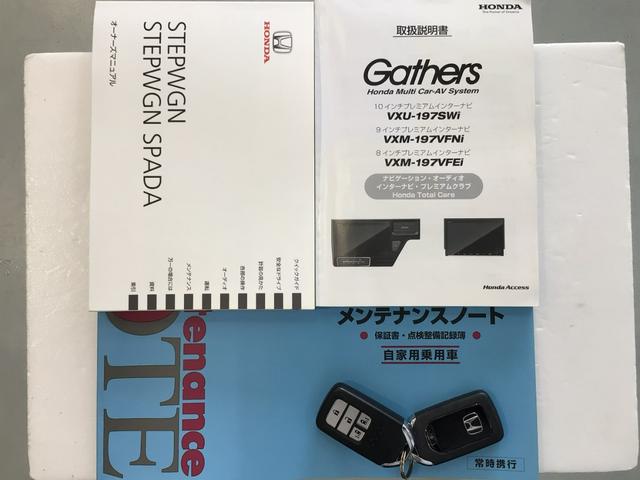 HONDA
STEPWGN
STEPWGN SPADA
オーナーズマニュアル
クイックガイド
安全なドライブ
計器の見かた
各部の操作
オーディオ
運転
メンテナンス
万一の場合には
資料
索引
HONDA
The Power of Dreams
取扱説明書
Gathers
Honda Multi Car-AV System
10インチプレミアムインターナビ
VXU-197SWi
9インチプレミアムインターナビ
VXM-197VFNi
8インチプレミアムインターナビ
VXM-197VFEi
ナビゲーション・オーディオ
インターナビ・プレミアムクラブ
Honda Total Care
Honda Access
メンテナンスノート
保証書・点検整備記録簿
自家用乗用車
tenance
OTE
常時携行